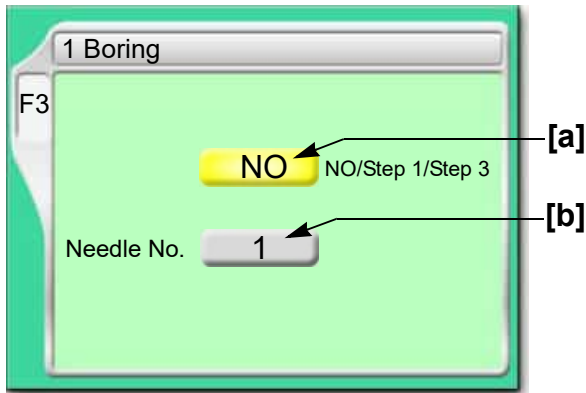 1 Boring
F3
[a]
NO NO/Step 1/Step 3
[b]
Needle No. 1